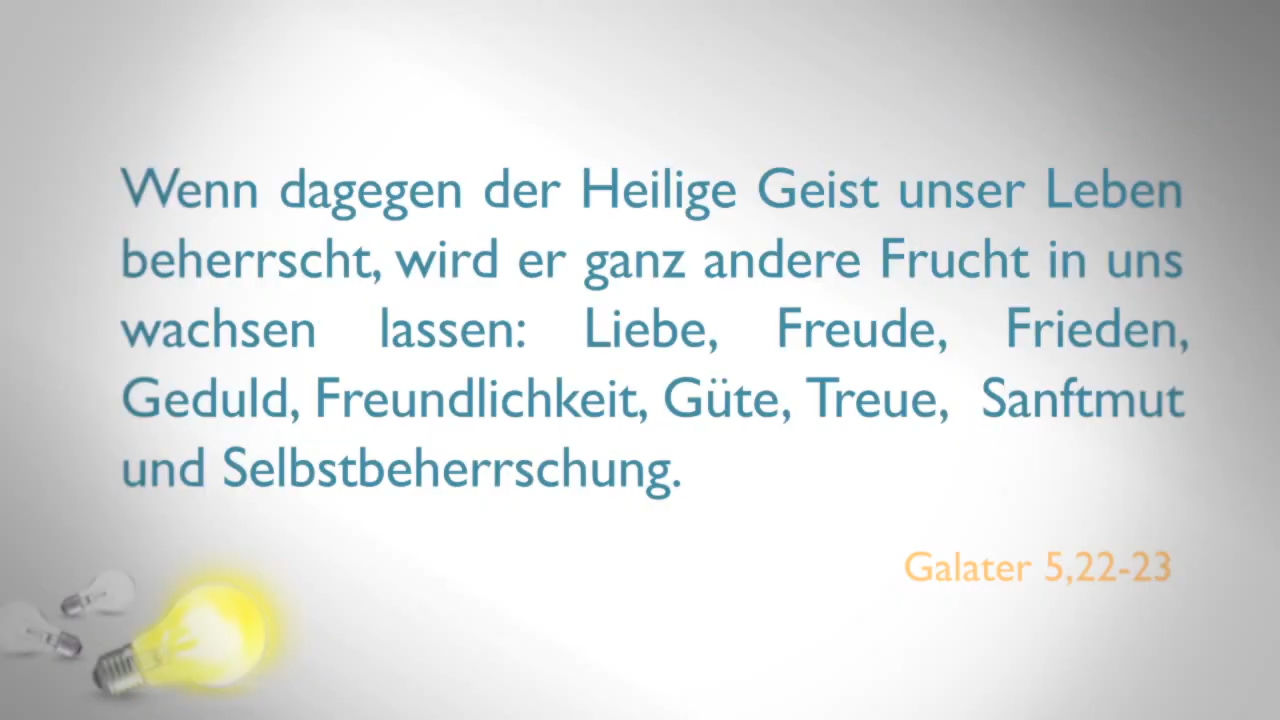 Wenn dagegen der Heilige Geist unser Leben
beherrscht, wird er ganz andere Frucht in uns
wachsen lassen: Liebe, Freude, Frieden,
Geduld, Freundlichkeit, Güte, Treue, Sanftmut
und Selbstbeherrschung.
Galater 5,22-23